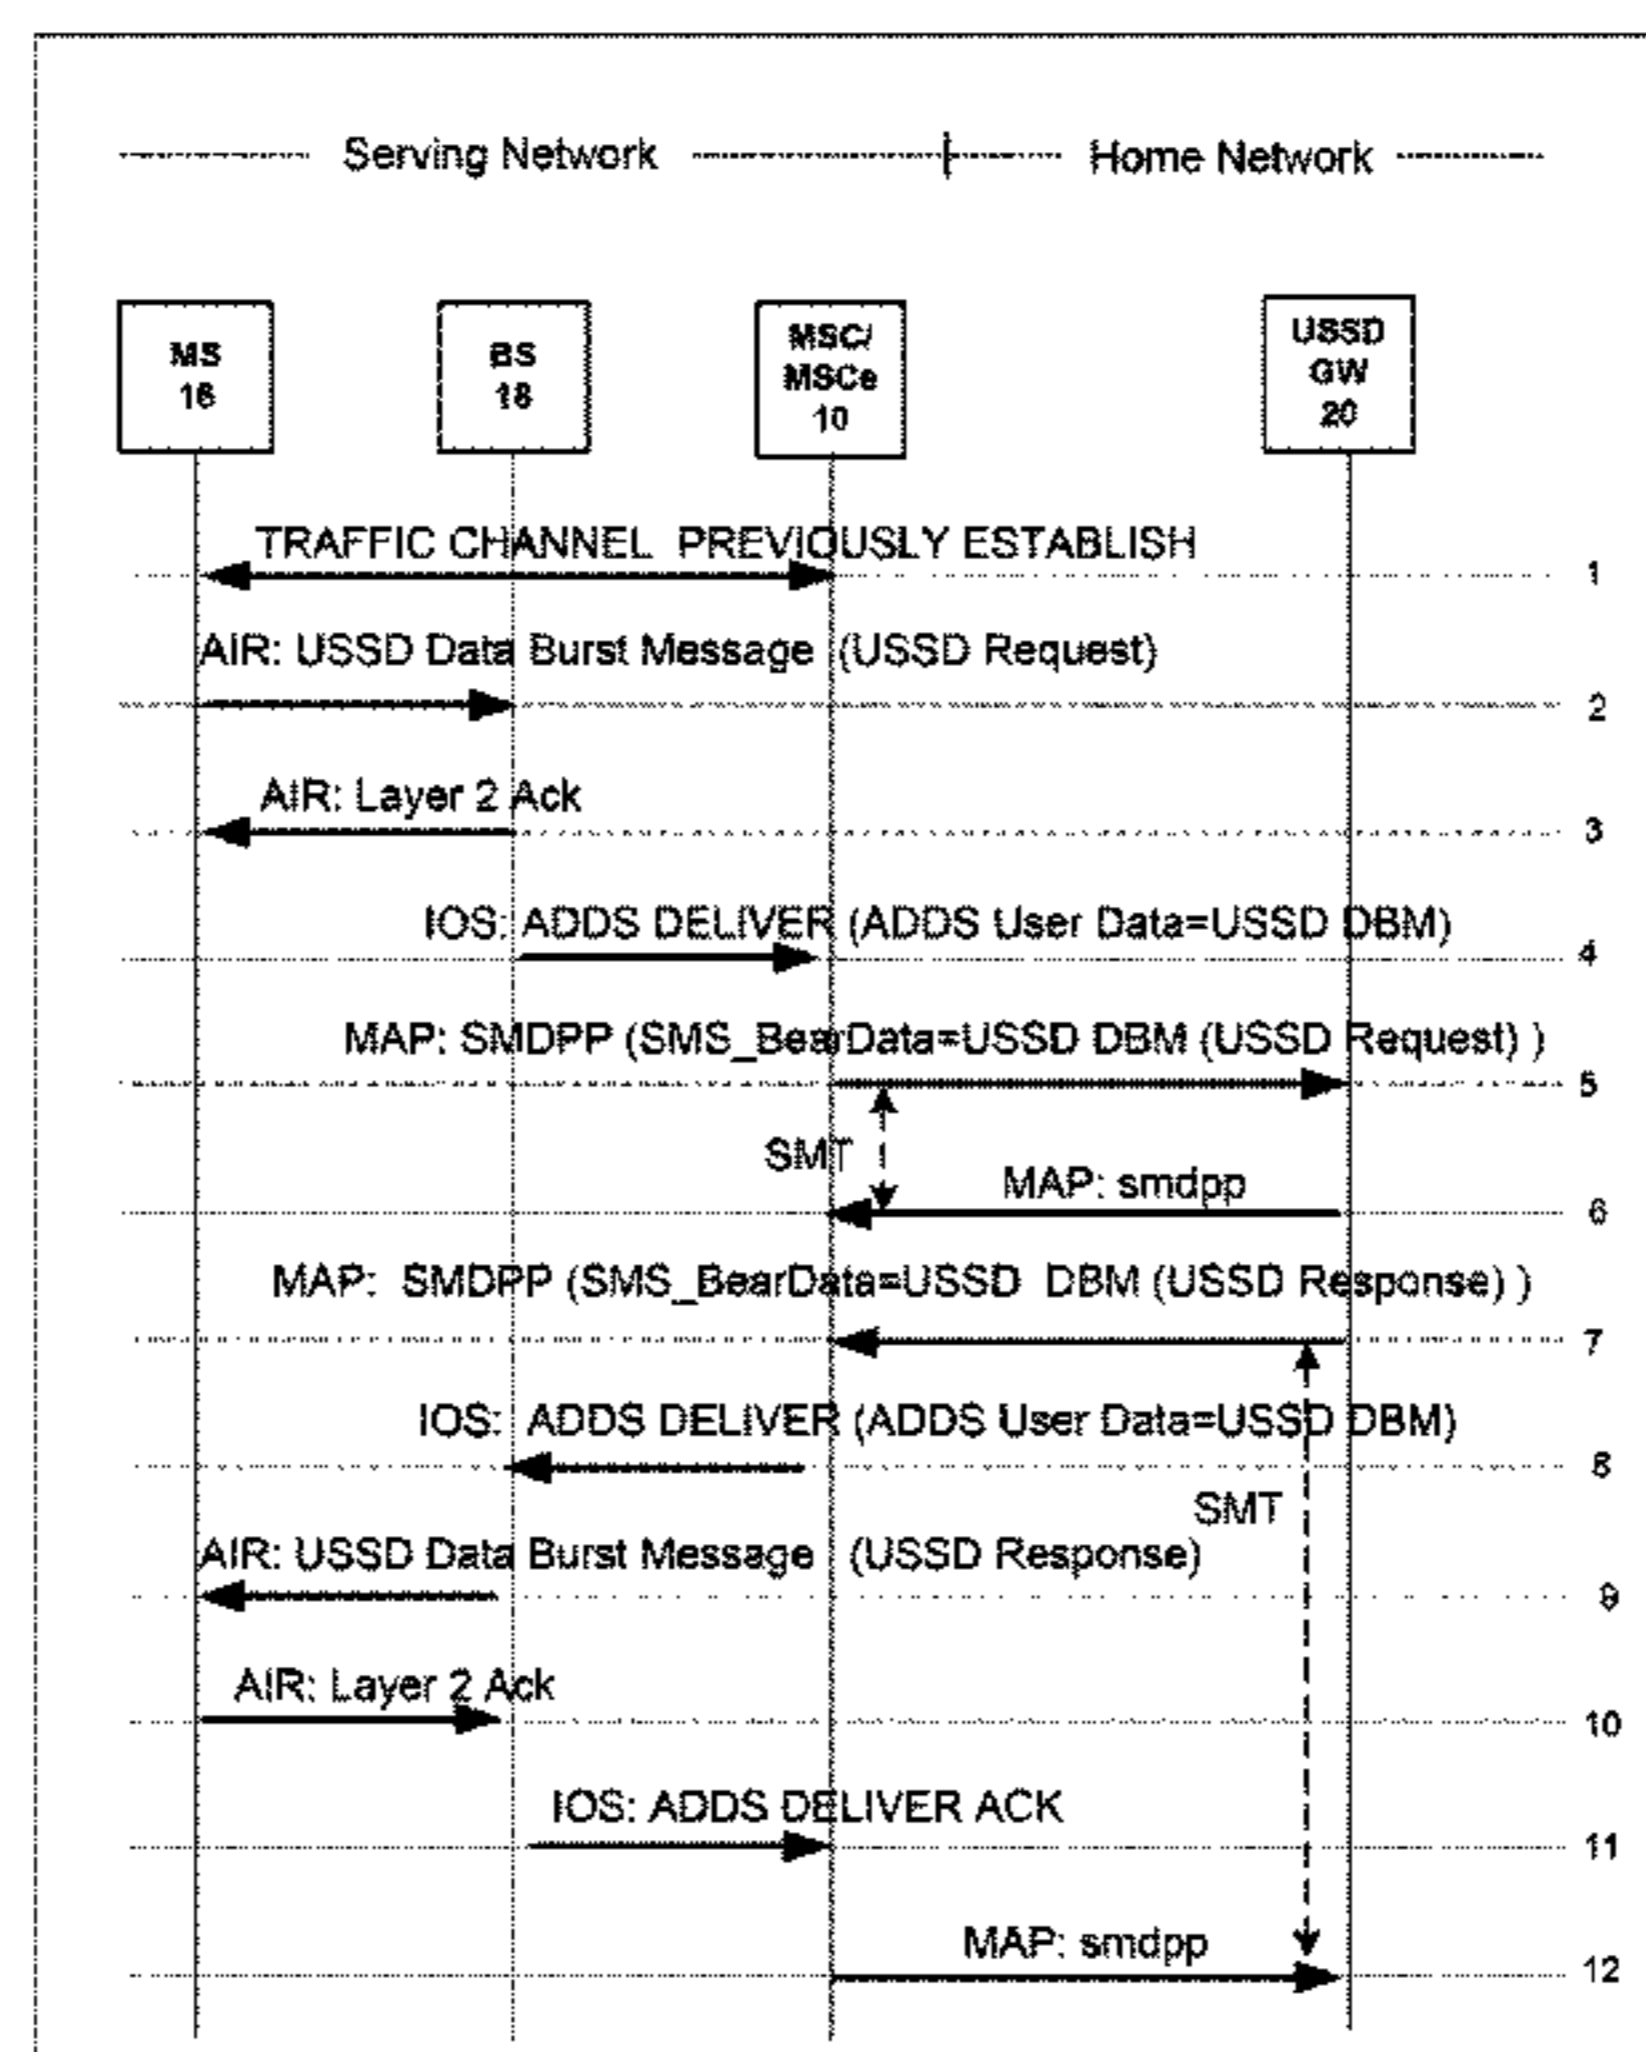 Serving Network
Home Network
MS
16
BS
18
MSC/
MSCe
10
USSD
GW
20
TRAFFIC CHANNEL PREVIOUSLY ESTABLISH
1
AIR: USSD Data Burst Message (USSD Request)
2
AIR: Layer 2 Ack
3
IOS: ADDS DELIVER (ADDS User Data=USSD DBM)
4
MAP: SMDPP (SMS_BearData=USSD DBM (USSD Request) )
5
SMT
MAP: smdpp
6
MAP: SMDPP (SMS_BearData=USSD DBM (USSD Response) )
7
IOS: ADDS DELIVER (ADDS User Data=USSD DBM)
8
SMT
AIR: USSD Data Burst Message (USSD Response)
9
AIR: Layer 2 Ack
10
IOS: ADDS DELIVER ACK
11
MAP: smdpp
12